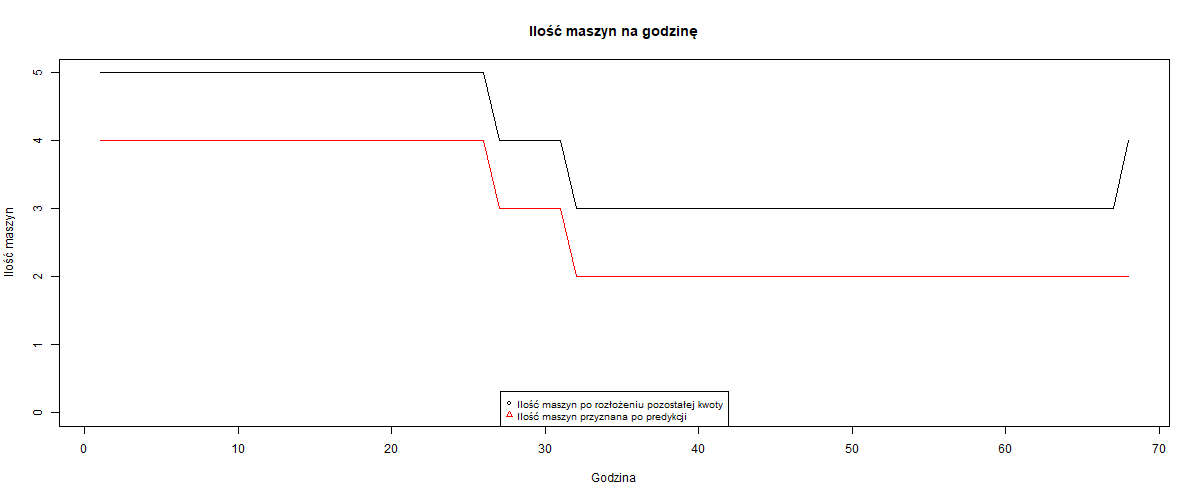 Ilość maszyn na godzinę
Ilość maszyn
5
4
3
2
1
0
Ilość maszyn po rozłożeniu pozostałej kwoty
Ilość maszyn przyznana po predykcji
0 10 20 30 40 50 60 70
Godzina